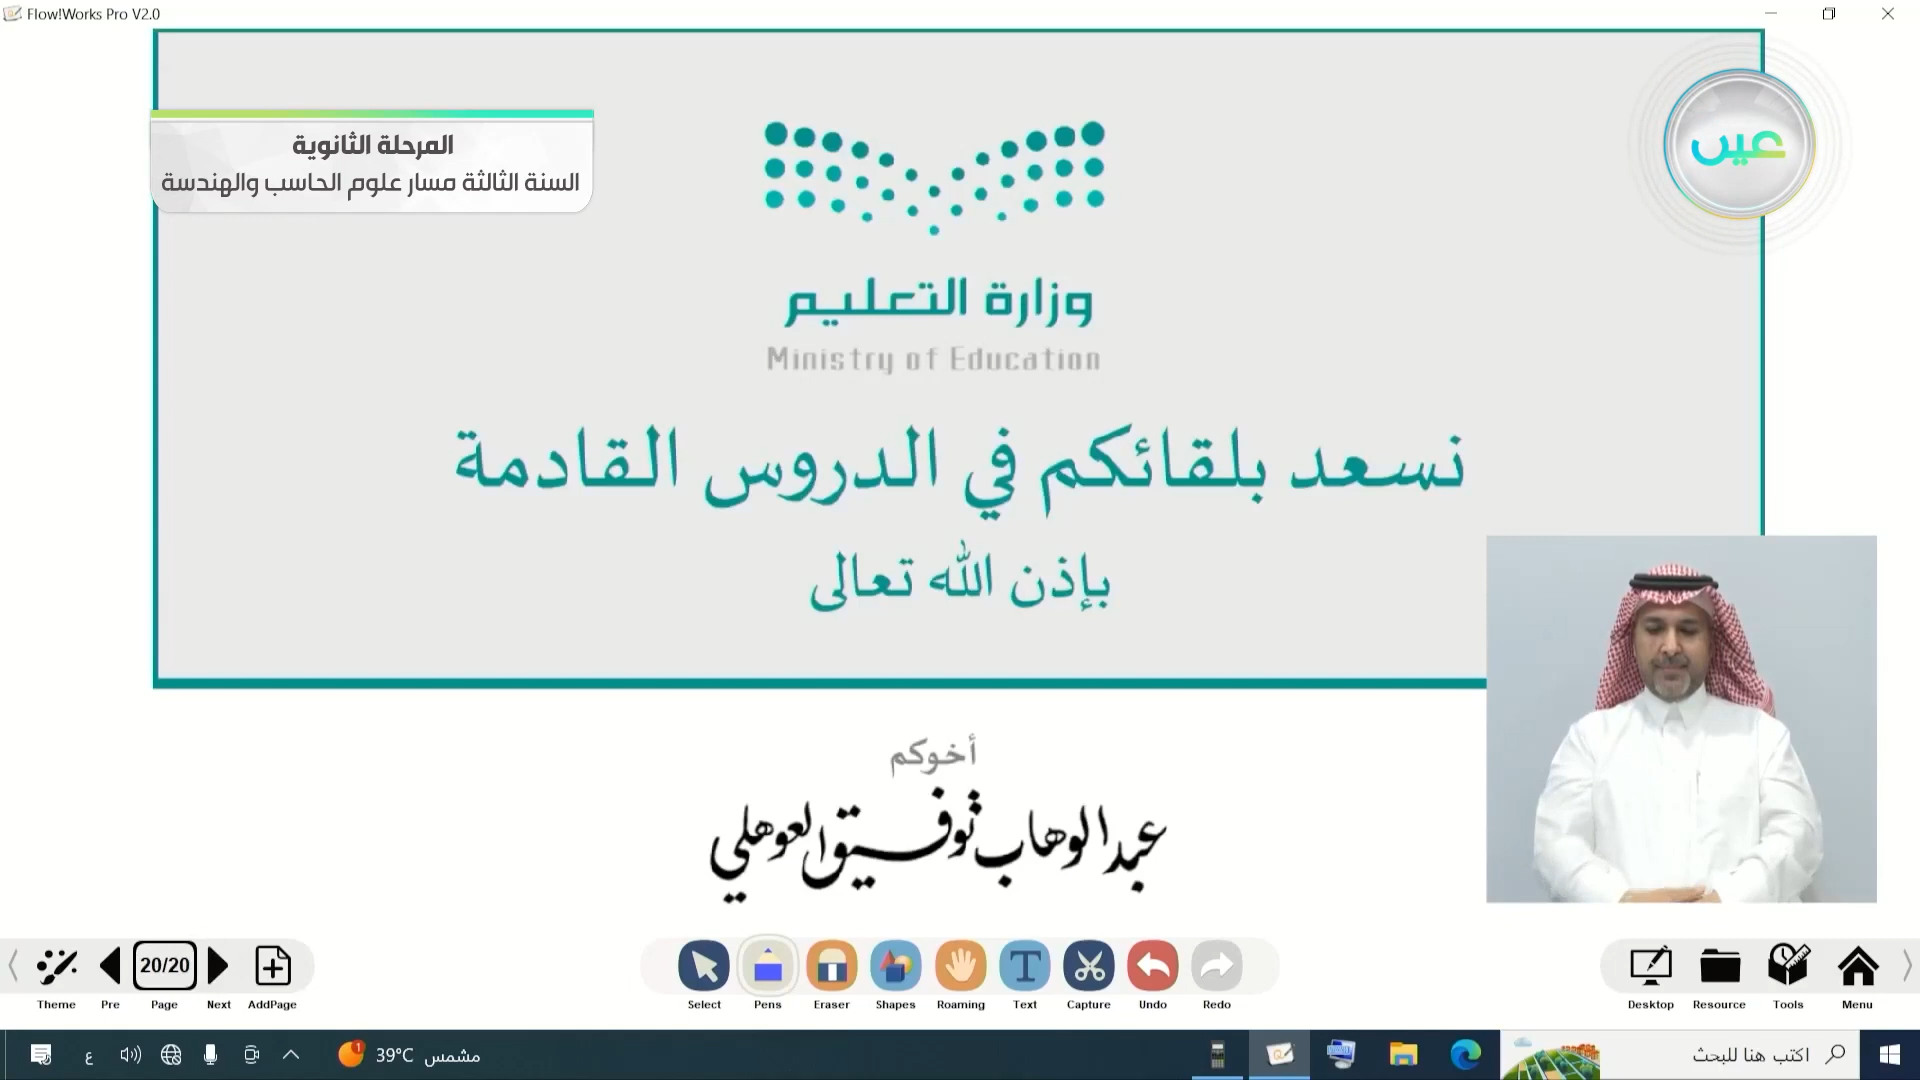 Flow!Works Pro V2.0
المرحلة الثانوية
السنة الثالثة مسار علوم الحاسب والهندسة
عين
وزارة التعليم
Ministry of Education
نسعد بلقائكم في الدروس القادمة
بإذن الله تعالى
أخوكم
عبدالوهاب توفيق العوهلي
20/20
Theme Pre Page Next AddPage
Select Pens Eraser Shapes Roaming Text Capture Undo Redo
Desktop Resource Tools Menu
ع
1
39°C مشمس
اكتب هنا للبحث